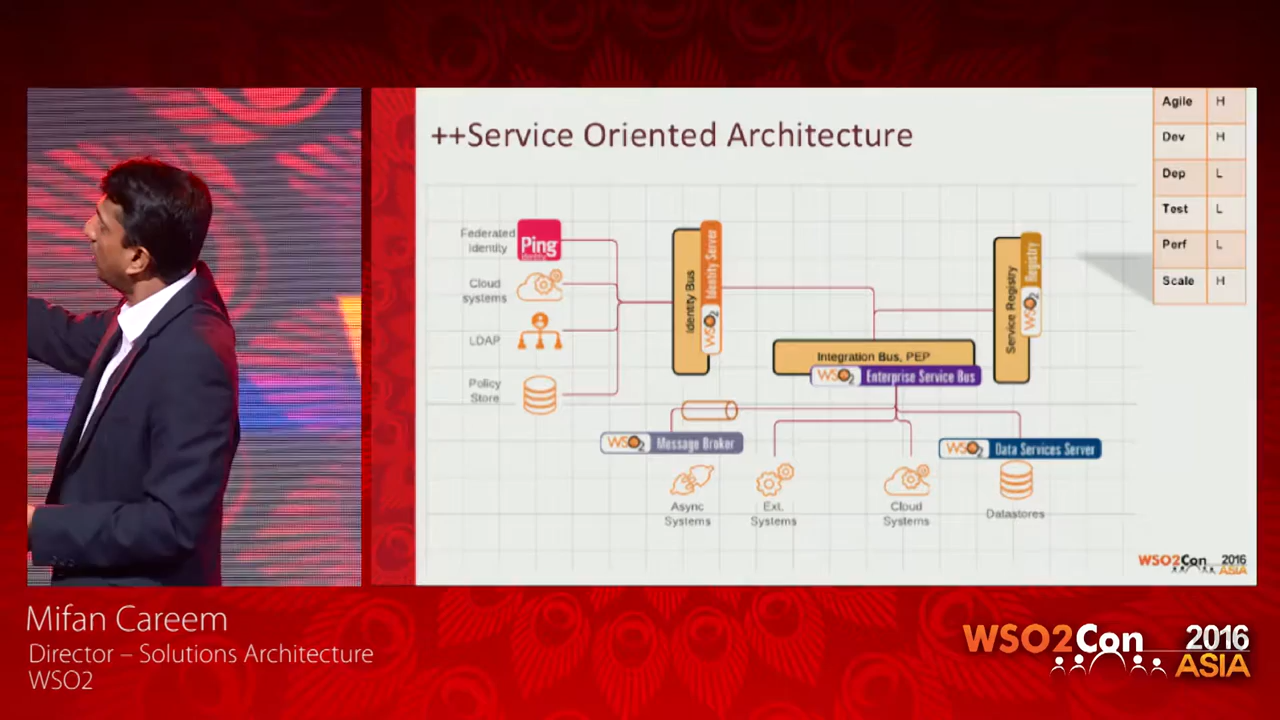 ++Service Oriented Architecture
Agile H
Dev H
Dep L
Test L
Perf L
Scale H
Federated
Identity
Ping
Cloud
systems
LDAP
Policy
Store
Identity Bus
WSO2 Identity Server
Service Registry
WSO2 Registry
Integration Bus, PEP
WSO2 Enterprise Service Bus
WSO2 Message Broker
WSO2 Data Services Server
Async
Systems
Ext.
Systems
Cloud
Systems
Datastores
WSO2Con 2016
ASIA
Mifan Careem
Director – Solutions Architecture
WSO2
WSO2Con 2016
ASIA